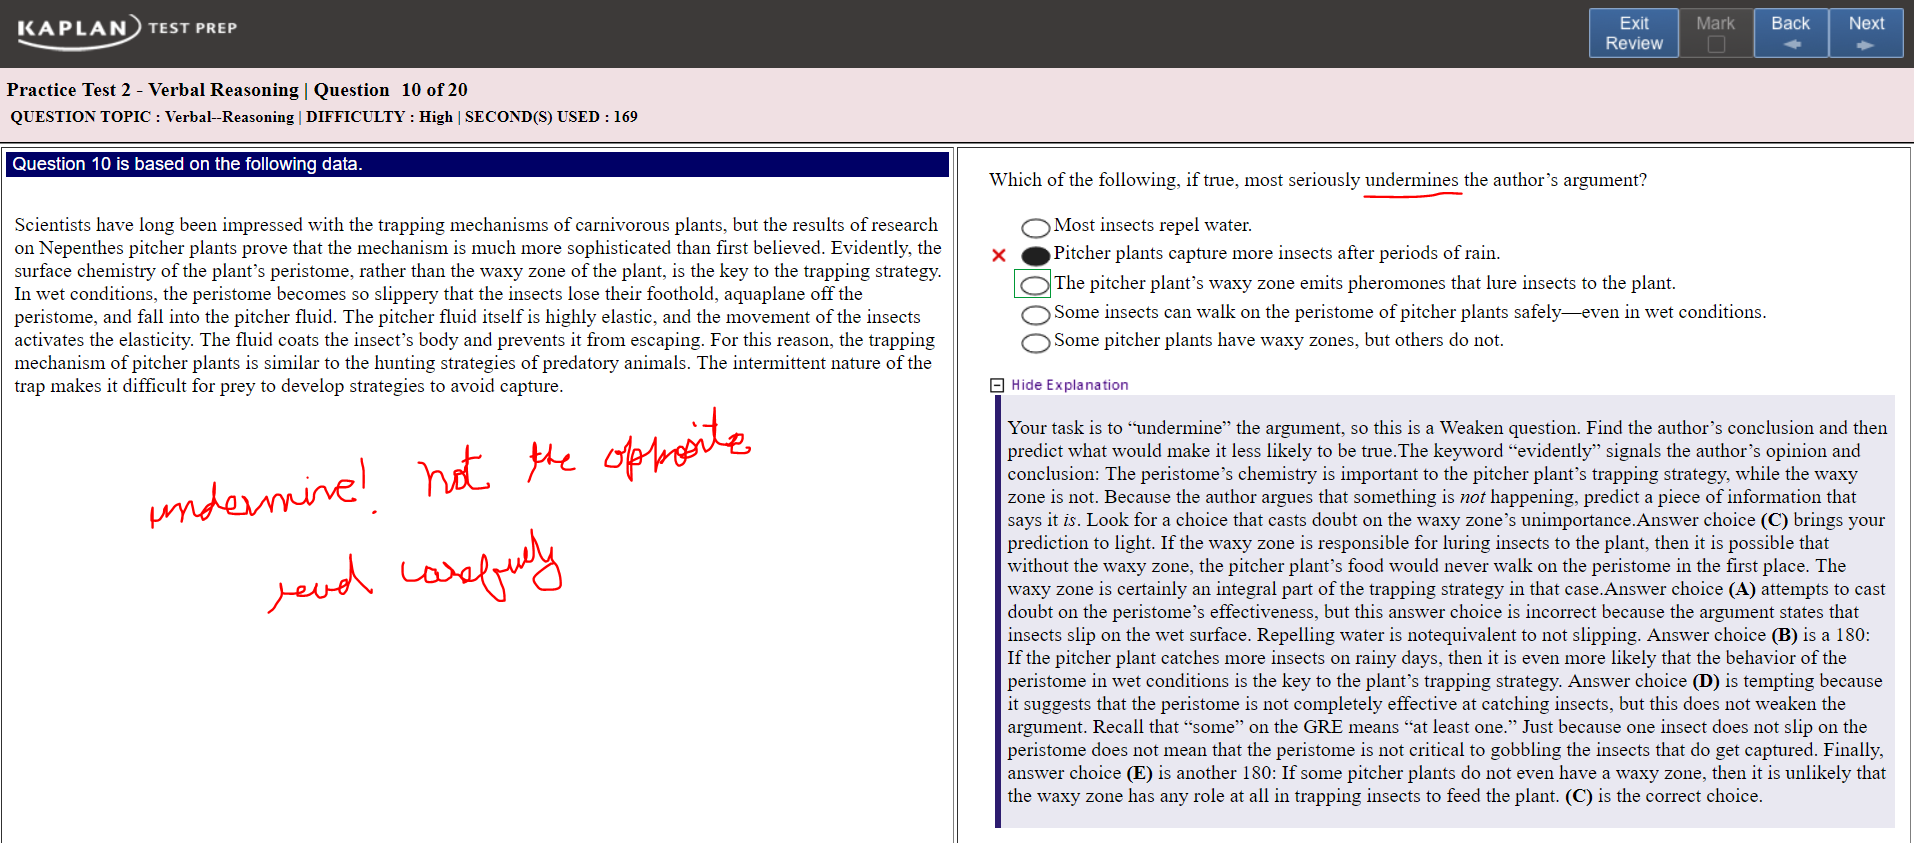 KAPLAN TEST PREP
Exit Review
Mark
Back
Next
Practice Test 2 - Verbal Reasoning | Question 10 of 20
QUESTION TOPIC : Verbal--Reasoning | DIFFICULTY : High | SECOND(S) USED : 169
Question 10 is based on the following data.
Scientists have long been impressed with the trapping mechanisms of carnivorous plants, but the results of research
on Nepenthes pitcher plants prove that the mechanism is much more sophisticated than first believed. Evidently, the
surface chemistry of the plant's peristome, rather than the waxy zone of the plant, is the key to the trapping strategy.
In wet conditions, the peristome becomes so slippery that the insects lose their foothold, aquaplane off the
peristome, and fall into the pitcher fluid. The pitcher fluid itself is highly elastic, and the movement of the insects
activates the elasticity. The fluid coats the insect's body and prevents it from escaping. For this reason, the trapping
mechanism of pitcher plants is similar to the hunting strategies of predatory animals. The intermittent nature of the
trap makes it difficult for prey to develop strategies to avoid capture.
undermine! not the opposite
read carefully
Which of the following, if true, most seriously undermines the author's argument?
Most insects repel water.
Pitcher plants capture more insects after periods of rain.
The pitcher plant's waxy zone emits pheromones that lure insects to the plant.
Some insects can walk on the peristome of pitcher plants safely—even in wet conditions.
Some pitcher plants have waxy zones, but others do not.
Hide Explanation
Your task is to “undermine” the argument, so this is a Weaken question. Find the author's conclusion and then
predict what would make it less likely to be true.The keyword “evidently” signals the author's opinion and
conclusion: The peristome's chemistry is important to the pitcher plant's trapping strategy, while the waxy
zone is not. Because the author argues that something is not happening, predict a piece of information that
says it is. Look for a choice that casts doubt on the waxy zone's unimportance.Answer choice (C) brings your
prediction to light. If the waxy zone is responsible for luring insects to the plant, then it is possible that
without the waxy zone, the pitcher plant's food would never walk on the peristome in the first place. The
waxy zone is certainly an integral part of the trapping strategy in that case.Answer choice (A) attempts to cast
doubt on the peristome's effectiveness, but this answer choice is incorrect because the argument states that
insects slip on the wet surface. Repelling water is notequivalent to not slipping. Answer choice (B) is a 180:
If the pitcher plant catches more insects on rainy days, then it is even more likely that the behavior of the
peristome in wet conditions is the key to the plant's trapping strategy. Answer choice (D) is tempting because
it suggests that the peristome is not completely effective at catching insects, but this does not weaken the
argument. Recall that “some” on the GRE means “at least one.” Just because one insect does not slip on the
peristome does not mean that the peristome is not critical to gobbling the insects that do get captured. Finally,
answer choice (E) is another 180: If some pitcher plants do not even have a waxy zone, then it is unlikely that
the waxy zone has any role at all in trapping insects to feed the plant. (C) is the correct choice.